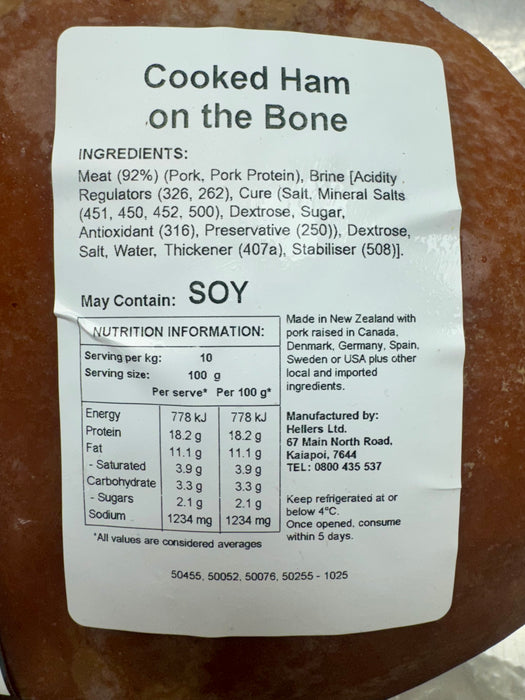 Cooked Ham
on the Bone
INGREDIENTS:
Meat (92%) (Pork, Pork Protein), Brine [Acidity
Regulators (326, 262), Cure (Salt, Mineral Salts
(451, 450, 452, 500), Dextrose, Sugar,
Antioxidant (316), Preservative (250)), Dextrose,
Salt, Water, Thickener (407a), Stabiliser (508)].
May Contain: SOY
NUTRITION INFORMATION:
Serving per kg: 10
Serving size: 100 g
Per serve* Per 100 g*
Energy 778 kJ 778 kJ
Protein 18.2 g 18.2 g
Fat 11.1 g 11.1 g
- Saturated 3.9 g 3.9 g
Carbohydrate 3.3 g 3.3 g
- Sugars 2.1 g 2.1 g
Sodium 1234 mg 1234 mg
*All values are considered averages
Made in New Zealand with
pork raised in Canada,
Denmark, Germany, Spain,
Sweden or USA plus other
local and imported
ingredients.
Manufactured by:
Hellers Ltd.
67 Main North Road,
Kaiapoi, 7644
TEL: 0800 435 537
Keep refrigerated at or
below 4°C.
Once opened, consume
within 5 days.
50455, 50052, 50076, 50255 - 1025